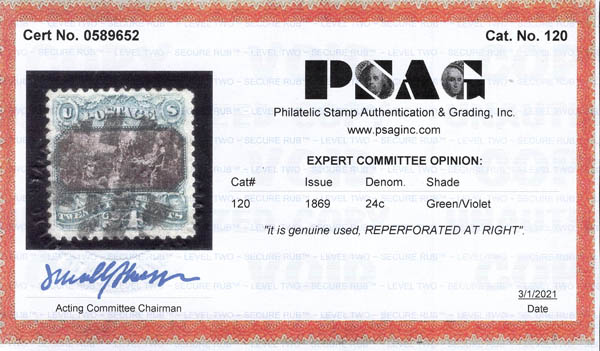 Cert No. 0589652
Cat. No. 120
PSAG
Philatelic Stamp Authentication & Grading, Inc.
www.psaginc.com
EXPERT COMMITTEE OPINION:
Cat# Issue Denom. Shade
120 1869 24c Green/Violet
"it is genuine used, REPERFORATED AT RIGHT".
U POSTAGE S
Acting Committee Chairman
3/1/2021
Date